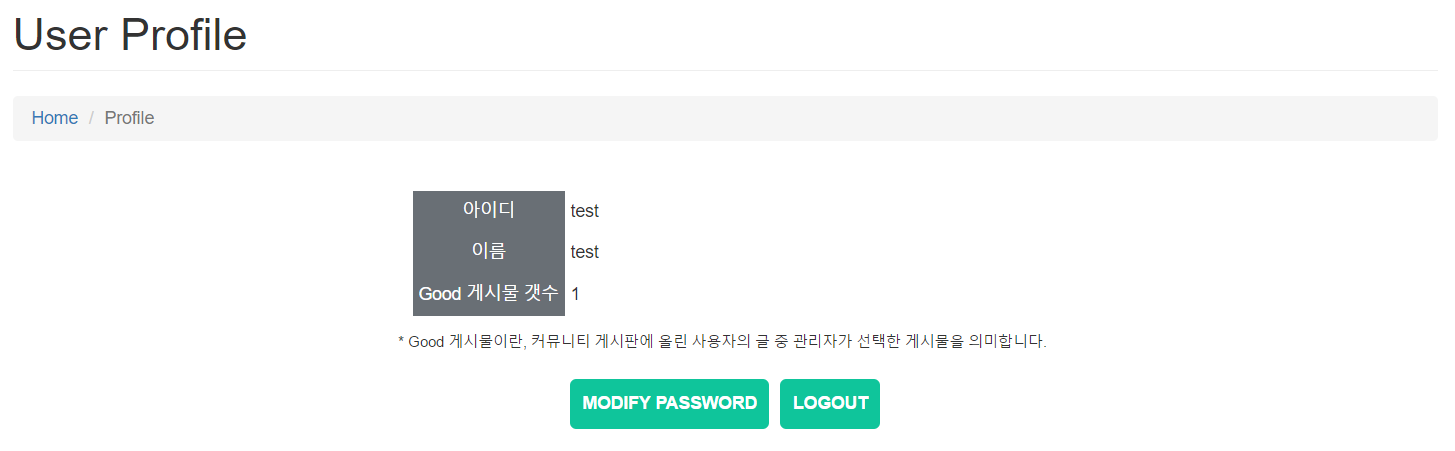 User Profile
Home / Profile
아이디 test
이름 test
Good 게시물 갯수 1
* Good 게시물이란, 커뮤니티 게시판에 올린 사용자의 글 중 관리자가 선택한 게시물을 의미합니다.
MODIFY PASSWORD LOGOUT